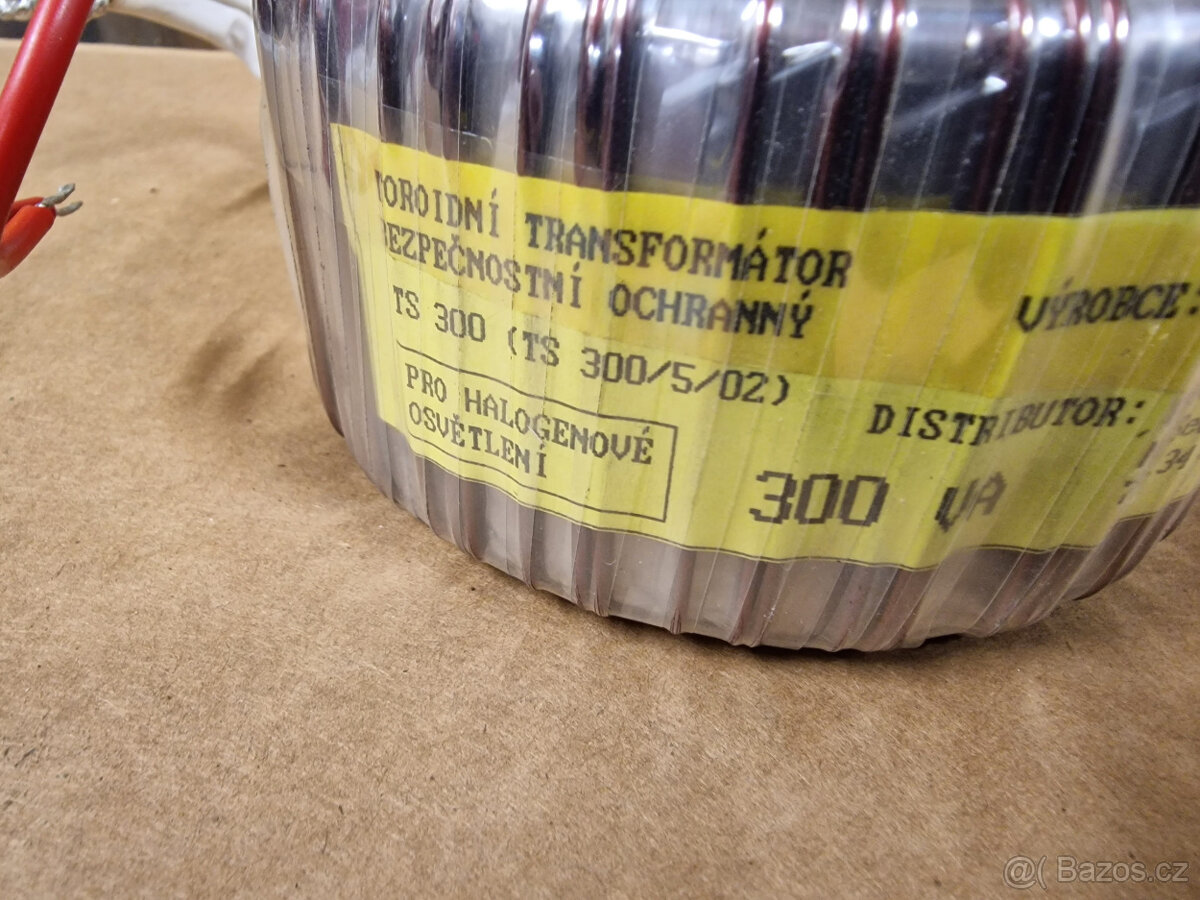 TOROIDNÍ TRANSFORMÁTOR
BEZPEČNOSTNÍ OCHRANNÝ
TS 300 (TS 300/5/02)
PRO HALOGENOVÉ
OSVĚTLENÍ
300 VA
VÝROBCE:
DISTRIBUTOR:
34
@( Bazos.cz